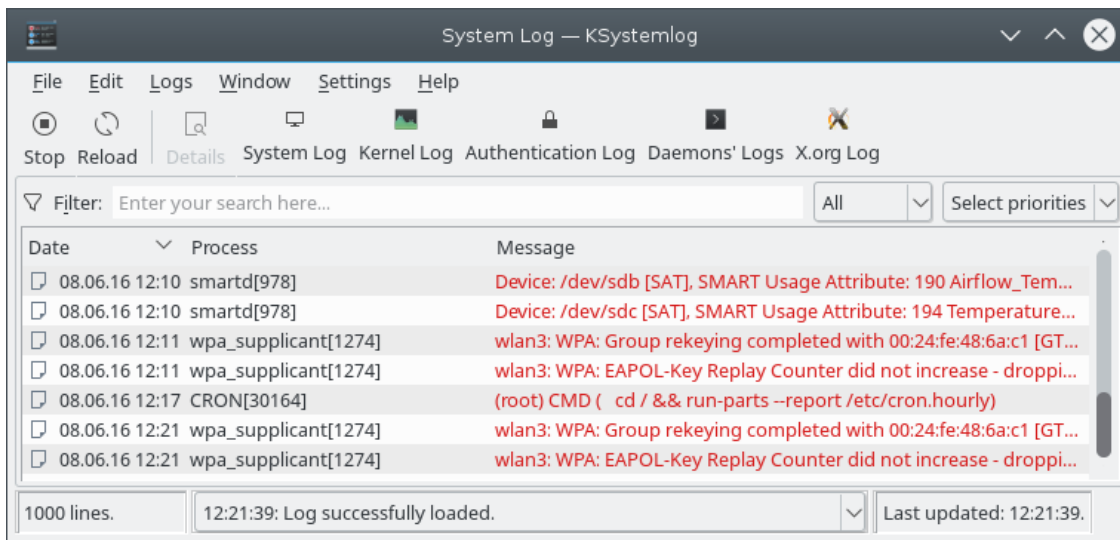 System Log — KSystemlog
File Edit Logs Window Settings Help
Stop Reload Details System Log Kernel Log Authentication Log Daemons' Logs X.org Log
Filter: Enter your search here... All Select priorities
Date Process Message
08.06.16 12:10 smartd[978] Device: /dev/sdb [SAT], SMART Usage Attribute: 190 Airflow_Tem...
08.06.16 12:10 smartd[978] Device: /dev/sdc [SAT], SMART Usage Attribute: 194 Temperature...
08.06.16 12:11 wpa_supplicant[1274] wlan3: WPA: Group rekeying completed with 00:24:fe:48:6a:c1 [GT...
08.06.16 12:11 wpa_supplicant[1274] wlan3: WPA: EAPOL-Key Replay Counter did not increase - droppi...
08.06.16 12:17 CRON[30164] (root) CMD (   cd / && run-parts --report /etc/cron.hourly)
08.06.16 12:21 wpa_supplicant[1274] wlan3: WPA: Group rekeying completed with 00:24:fe:48:6a:c1 [GT...
08.06.16 12:21 wpa_supplicant[1274] wlan3: WPA: EAPOL-Key Replay Counter did not increase - droppi...
1000 lines. 12:21:39: Log successfully loaded. Last updated: 12:21:39.